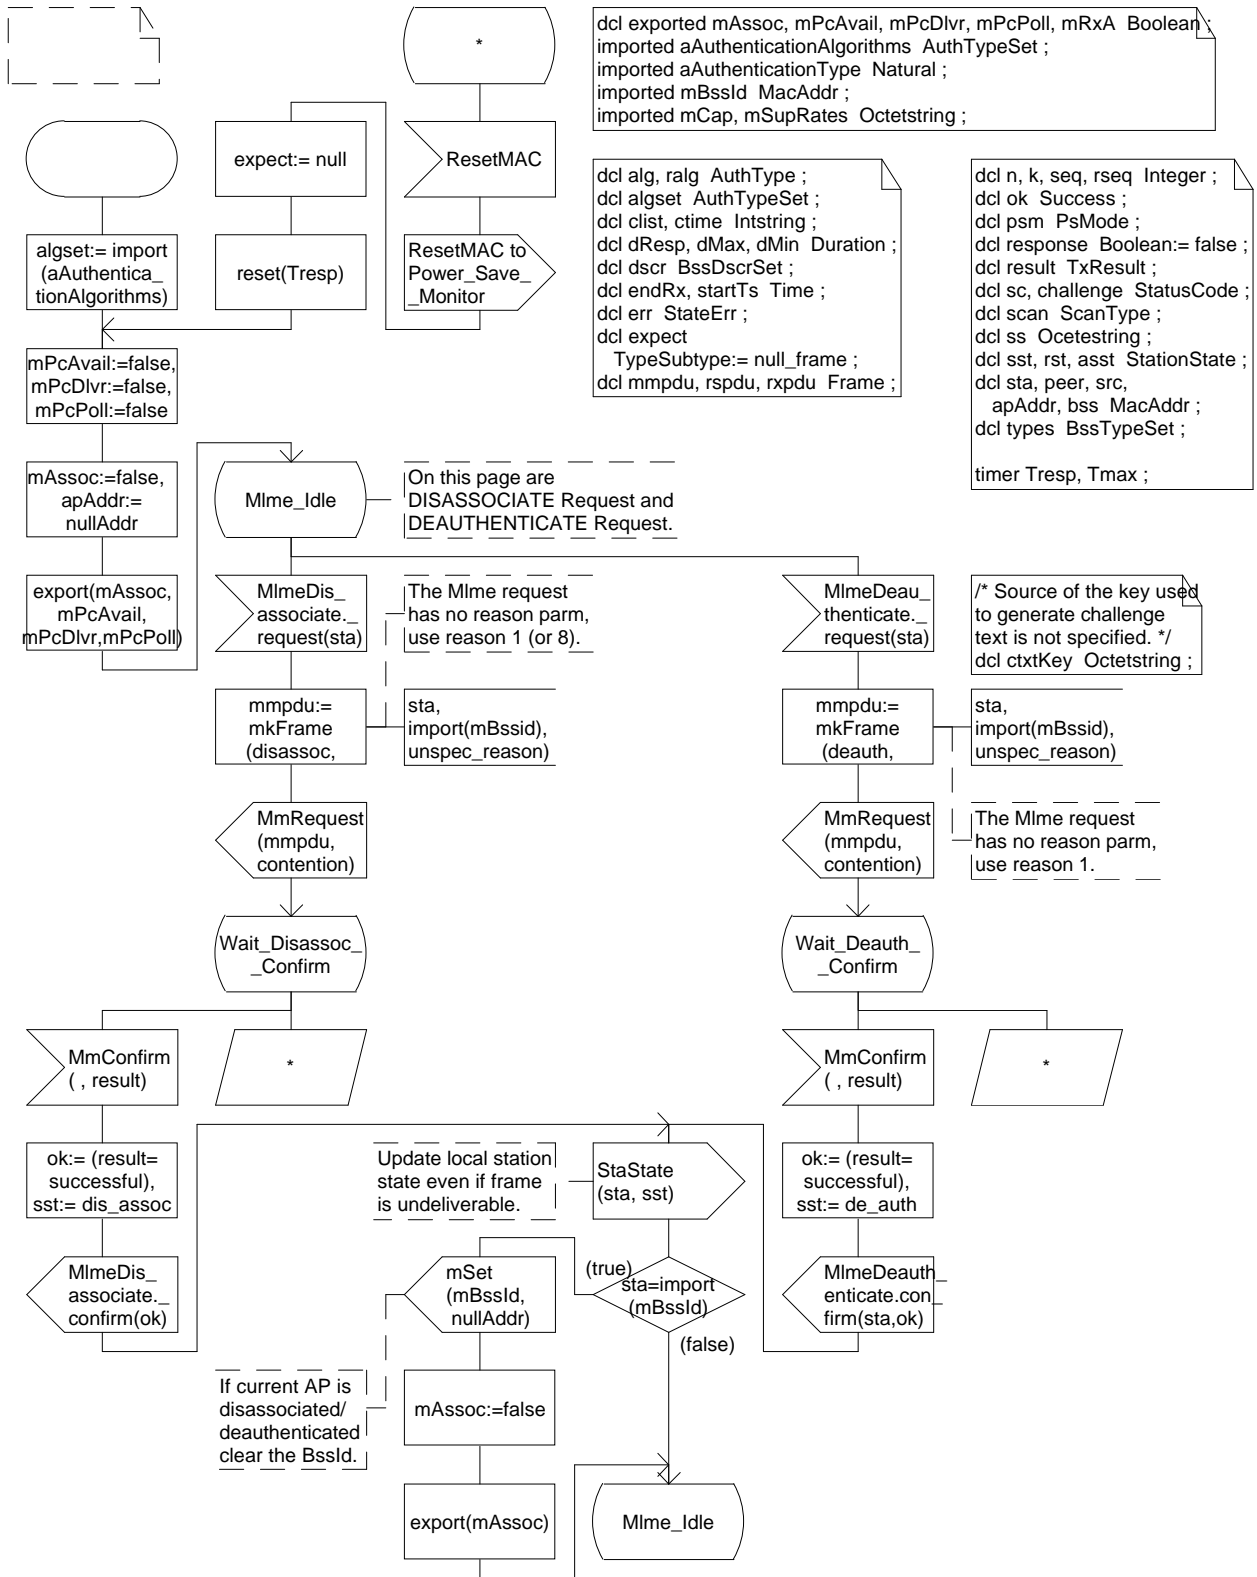 *
dcl exported mAssoc, mPcAvail, mPcDlvr, mPcPoll, mRxA Boolean ;
imported aAuthenticationAlgorithms AuthTypeSet ;
imported aAuthenticationType Natural ;
imported mBssId MacAddr ;
imported mCap, mSupRates Octetstring ;
expect:= null
ResetMAC
dcl alg, ralg AuthType ;
dcl algset AuthTypeSet ;
dcl clist, ctime Intstring ;
dcl dResp, dMax, dMin Duration ;
dcl dscr BssDscrSet ;
dcl endRx, startTs Time ;
dcl err StateErr ;
dcl expect
TypeSubtype:= null_frame ;
dcl mmpdu, rspdu, rxpdu Frame ;
dcl n, k, seq, rseq Integer ;
dcl ok Success ;
dcl psm PsMode ;
dcl response Boolean:= false ;
dcl result TxResult ;
dcl sc, challenge StatusCode ;
dcl scan ScanType ;
dcl ss Ocetestring ;
dcl sst, rst, asst StationState ;
dcl sta, peer, src,
apAddr, bss MacAddr ;
dcl types BssTypeSet ;
timer Tresp, Tmax ;
algset:= import
(aAuthentica_
tionAlgorithms)
reset(Tresp)
ResetMAC to
Power_Save_
_Monitor
mPcAvail:=false,
mPcDlvr:=false,
mPcPoll:=false
mAssoc:=false,
apAddr:=
nullAddr
Mlme_Idle
On this page are
DISASSOCIATE Request and
DEAUTHENTICATE Request.
export(mAssoc,
mPcAvail,
mPcDlvr,mPcPoll)
MlmeDis_
associate._
request(sta)
The Mlme request
has no reason parm,
use reason 1 (or 8).
MlmeDeau_
thenticate._
request(sta)
/* Source of the key used
to generate challenge
text is not specified. */
dcl ctxtKey Octetstring ;
mmpdu:=
mkFrame
(disassoc,
sta,
import(mBssid),
unspec_reason)
mmpdu:=
mkFrame
(deauth,
sta,
import(mBssid),
unspec_reason)
MmRequest
(mmpdu,
contention)
MmRequest
(mmpdu,
contention)
The Mlme request
has no reason parm,
use reason 1.
Wait_Disassoc_
_Confirm
Wait_Deauth_
_Confirm
MmConfirm
( , result)
*
MmConfirm
( , result)
*
ok:= (result=
successful),
sst:= dis_assoc
Update local station
state even if frame
is undeliverable.
StaState
(sta, sst)
ok:= (result=
successful),
sst:= de_auth
MlmeDis_
associate._
confirm(ok)
mSet
(mBssId,
nullAddr)
(true)
sta=import
(mBssId)
(false)
MlmeDeauth_
enticate.con_
firm(sta,ok)
If current AP is
disassociated/
deauthenticated
clear the BssId.
mAssoc:=false
export(mAssoc)
Mlme_Idle